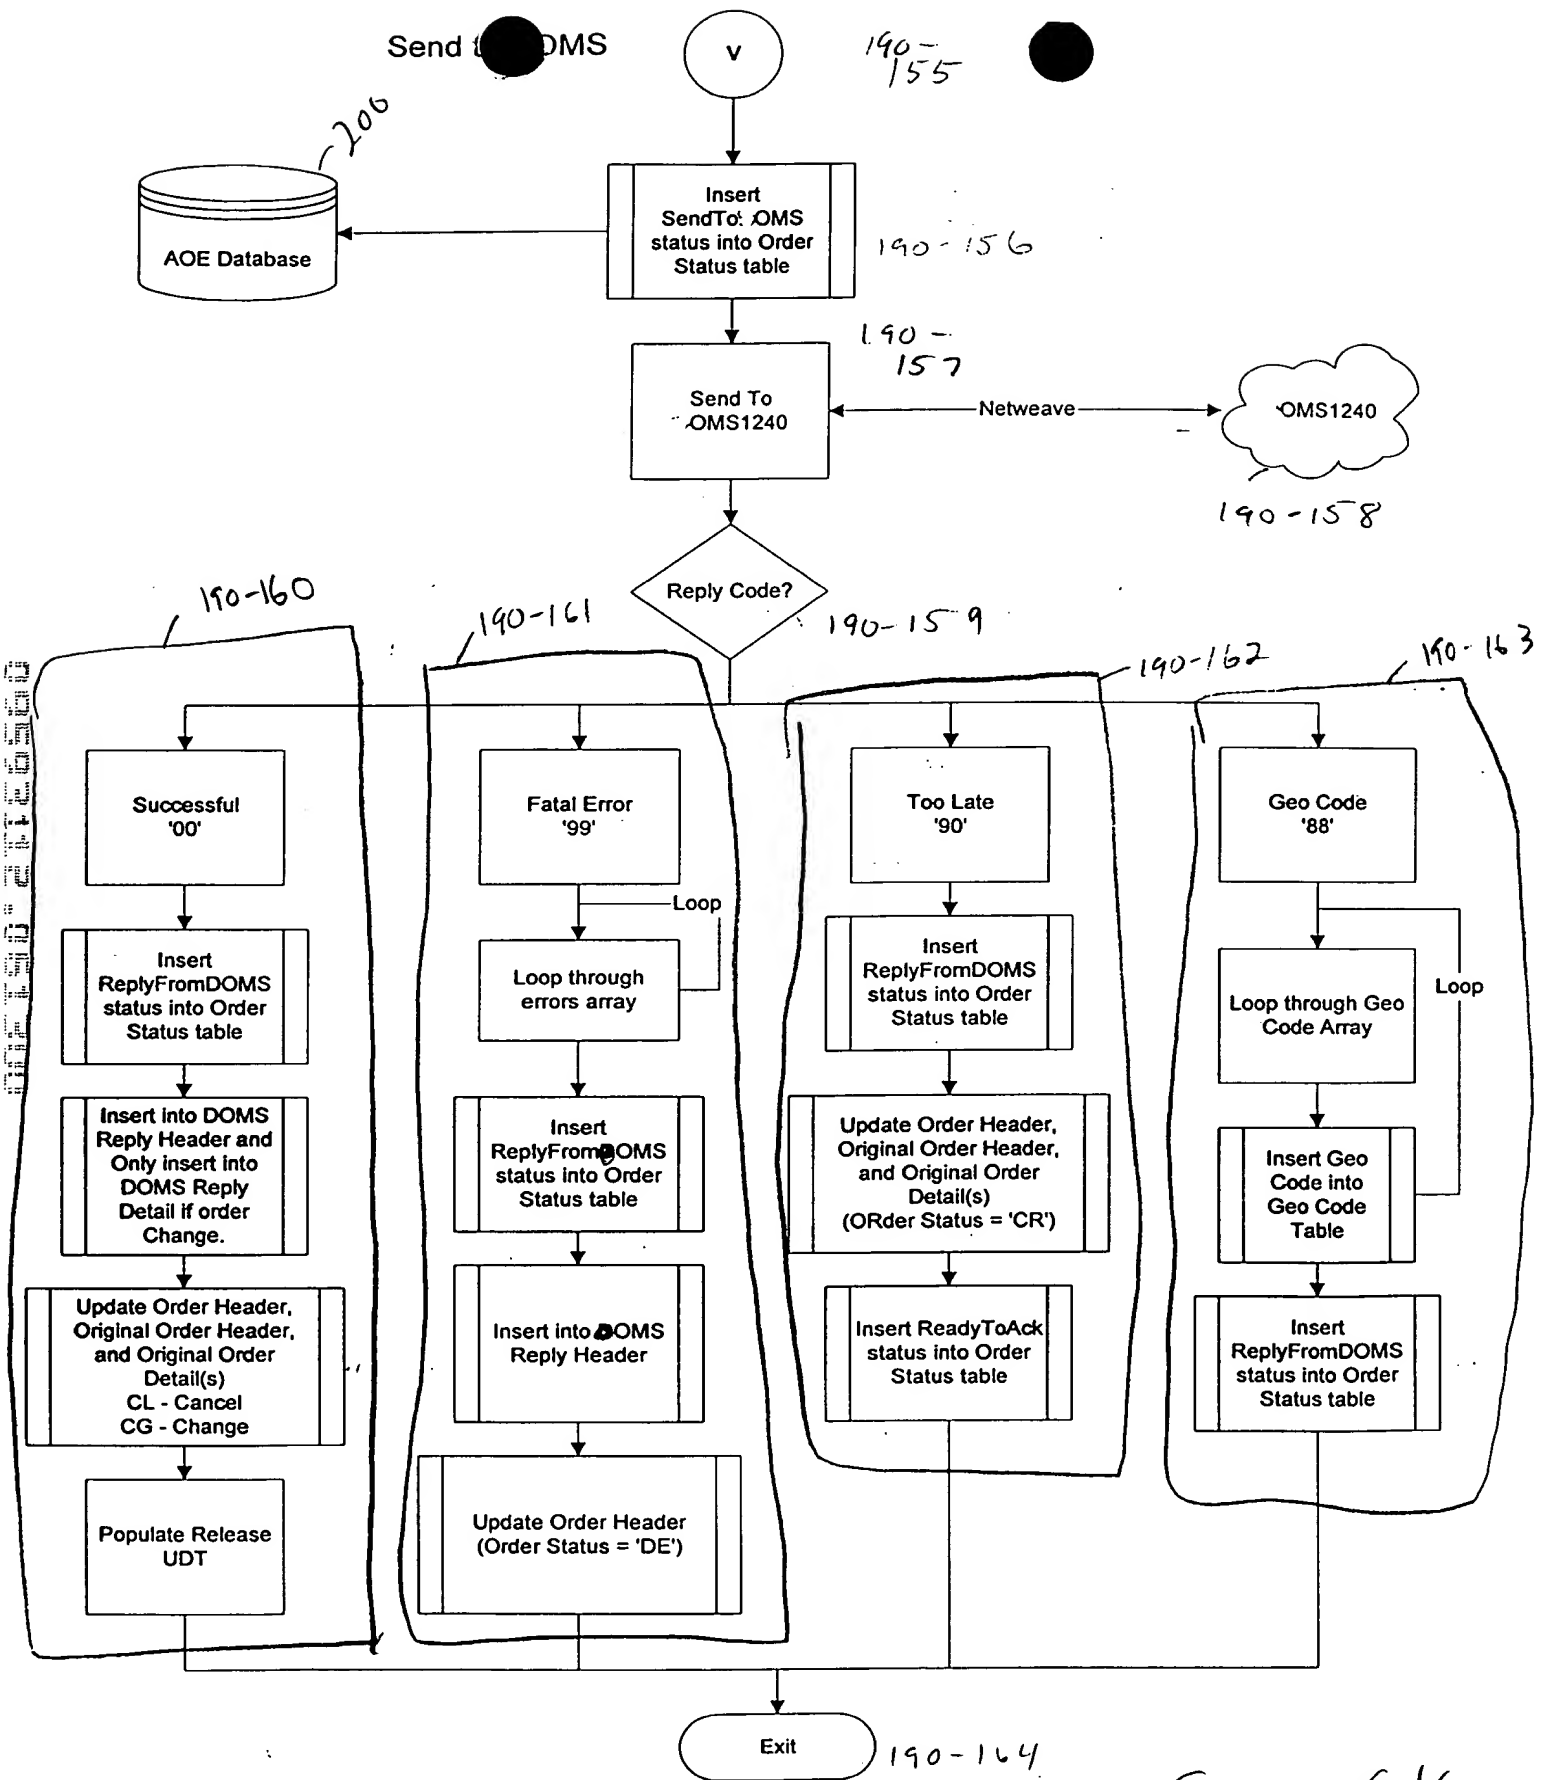 Send t OMS
V
190-
155
200
AOE Database
Insert
SendTo OMS
status into Order
Status table
190-156
190-
157
Send To
OMS1240
Netweave
OMS1240
190-158
Reply Code?
190-159
190-160
190-161
190-162
190-163
Successful
'00'
Insert
ReplyFromDOMS
status into Order
Status table
Insert into DOMS
Reply Header and
Only insert into
DOMS Reply
Detail if order
Change.
Update Order Header,
Original Order Header,
and Original Order
Detail(s)
CL - Cancel
CG - Change
Populate Release
UDT
Fatal Error
'99'
Loop
Loop through
errors array
Insert
ReplyFromDOMS
status into Order
Status table
Insert into DOMS
Reply Header
Update Order Header
(Order Status = 'DE')
Too Late
'90'
Insert
ReplyFromDOMS
status into Order
Status table
Update Order Header,
Original Order Header,
and Original Order
Detail(s)
(ORder Status = 'CR')
Insert ReadyToAck
status into Order
Status table
Geo Code
'88'
Loop
Loop through Geo
Code Array
Insert Geo
Code into
Geo Code
Table
Insert
ReplyFromDOMS
status into Order
Status table
Exit
190-164